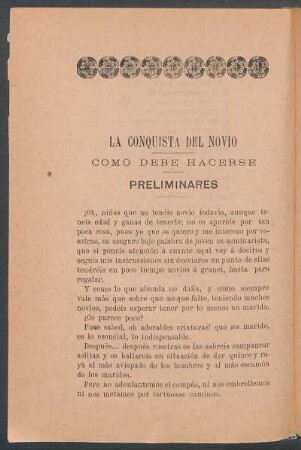 LA CONQUISTA DEL NOVIO
COMO DEBE HACERSE
PRELIMINARES
¡Oh, niñas que no tenéis novio todavía, aunque te-
neis edad y ganas de tenerle; no os apuréis por tan
poca cosa, pues yo que os quiero y me intereso por vo-
sotras, os aseguro bajo palabra de joven ex-seminarista,
que si poneis atención á cuanto aquí voy á deciros y
seguis mis instrucciones sin desviaros un punto de ellas
tendréis en poco tiempo novios á granel, hasta para
regalar.
Y como lo que abunda no daña, y como siempre
vale más que sobre que no que falte, teniendo muchos
novios, podeis esperar tener por lo menos un marido.
¿Os parece poco?
Pues sabed, oh adorables criaturas! que ese marido,
es lo esencial, lo indispensable.
Después... después vosotras os las sabreis campanear
solitas y os hallareis en situación de dar quince y ra-
ya al más avispado de los hombres y al más escamón
de los maridos.
Pero no adelantemos el compás, ni nos embrollemos
ni nos metamos por tortuosos caminos.